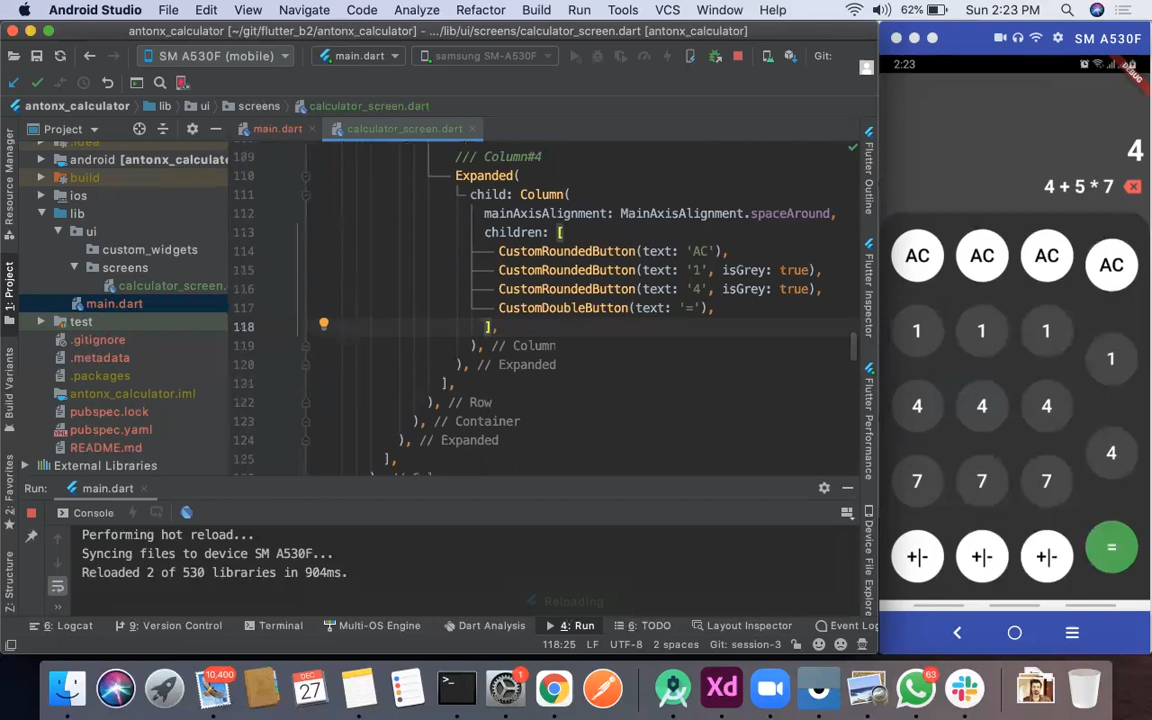 Android Studio File Edit View Navigate Code Analyze Refactor Build Run Tools VCS Window Help 62% Sun 2:23 PM
antonx_calculator [~/git/flutter_b2/antonx_calculator] - .../lib/ui/screens/calculator_screen.dart [antonx_calculator]
SM A530F (mobile) main.dart samsung SM-A530F Git:
antonx_calculator lib ui screens calculator_screen.dart
Project main.dart calculator_screen.dart
.idea
android [antonx_calculat
build
ios
lib
ui
custom_widgets
screens
calculator_screen.
main.dart
test
.gitignore
.metadata
.packages
antonx_calculator.iml
pubspec.lock
pubspec.yaml
README.md
External Libraries
Resource Manager
1: Project
Build Variants
2: Favorites
7: Structure
109 /// Column#4
110 Expanded(
111 child: Column(
112 mainAxisAlignment: MainAxisAlignment.spaceAround,
113 children: [
114 CustomRoundedButton(text: 'AC'),
115 CustomRoundedButton(text: '1', isGrey: true),
116 CustomRoundedButton(text: '4', isGrey: true),
117 CustomDoubleButton(text: '='),
118 ],
119 ), // Column
120 ), // Expanded
],
122 ), // Row
123 ), // Container
124 ), // Expanded
125 ],
Flutter Outline
Flutter Inspector
Flutter Performance
Device File Explorer
Run: main.dart
Console
Performing hot reload...
Syncing files to device SM A530F...
Reloaded 2 of 530 libraries in 904ms.
Reloading
6: Logcat 9: Version Control Terminal Multi-OS Engine Dart Analysis 4: Run 6: TODO Layout Inspector Event Log
118:25 LF UTF-8 2 spaces Git: session-3
SM A530F
2:23
DEBUG
4
4 + 5 * 7
AC AC AC AC
1 1 1 1
4 4 4 4
7 7 7
+|- +|- +|- =
10,400
DEC
27
1
Xd
63